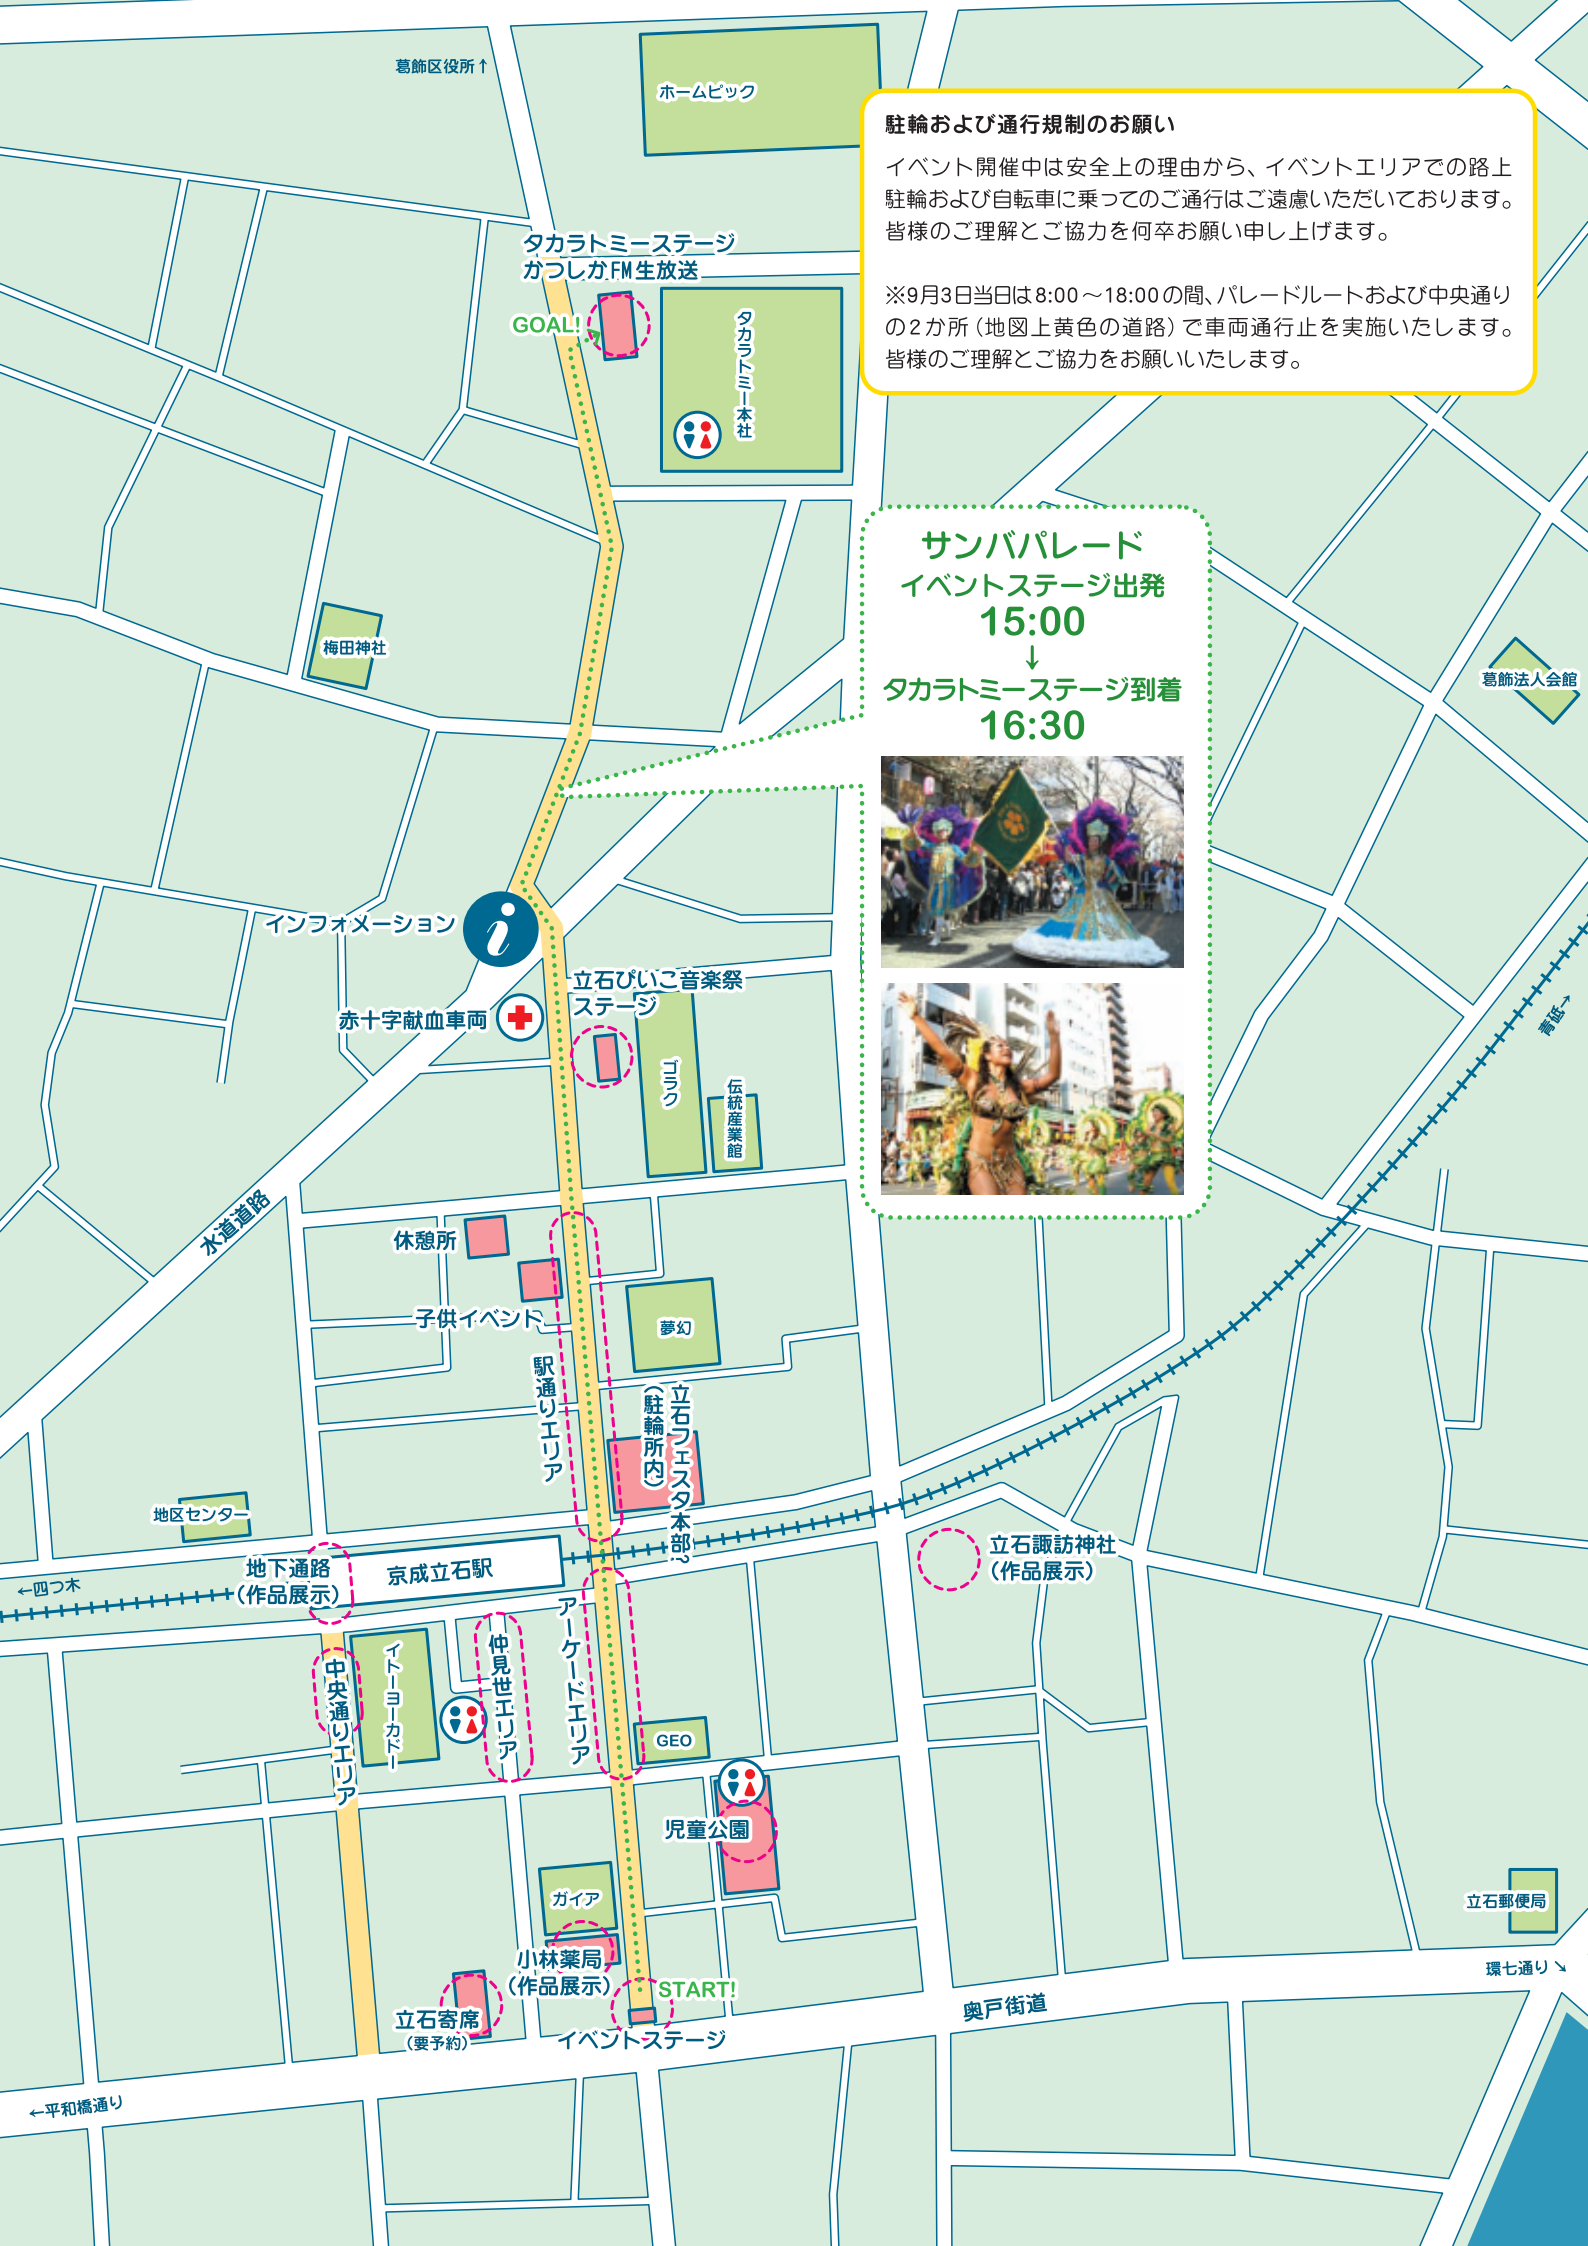 葛飾区役所↑
ホームピック
駐輪および通行規制のお願い
イベント開催中は安全上の理由から、イベントエリアでの路上
駐輪および自転車に乗ってのご通行はご遠慮いただいております。
皆様のご理解とご協力を何卒お願い申し上げます。
※9月3日当日は8:00～18:00の間、パレードルートおよび中央通り
の2か所（地図上黄色の道路）で車両通行止を実施いたします。
皆様のご理解とご協力をお願いいたします。
タカラトミーステージ
かつしかFM生放送
GOAL!
タカラトミー本社
サンバパレード
イベントステージ出発
15:00
↓
タカラトミーステージ到着
16:30
梅田神社
葛飾法人会館
インフォメーション
i
赤十字献血車両
立石ぴいこ音楽祭
ステージ
ゴラク
伝統産業館
青砥→
水道道路
休憩所
子供イベント
夢幻
駅通りエリア
立石フェスタ本部?
（駐輪所内）
地区センター
地下通路
（作品展示）
京成立石駅
←四つ木
立石諏訪神社
（作品展示）
中央通りエリア
イトーヨーカドー
仲見世エリア
アーケードエリア
GEO
児童公園
ガイア
小林薬局
（作品展示）
START!
立石寄席
（要予約）
イベントステージ
立石郵便局
環七通り↘
奥戸街道
←平和橋通り